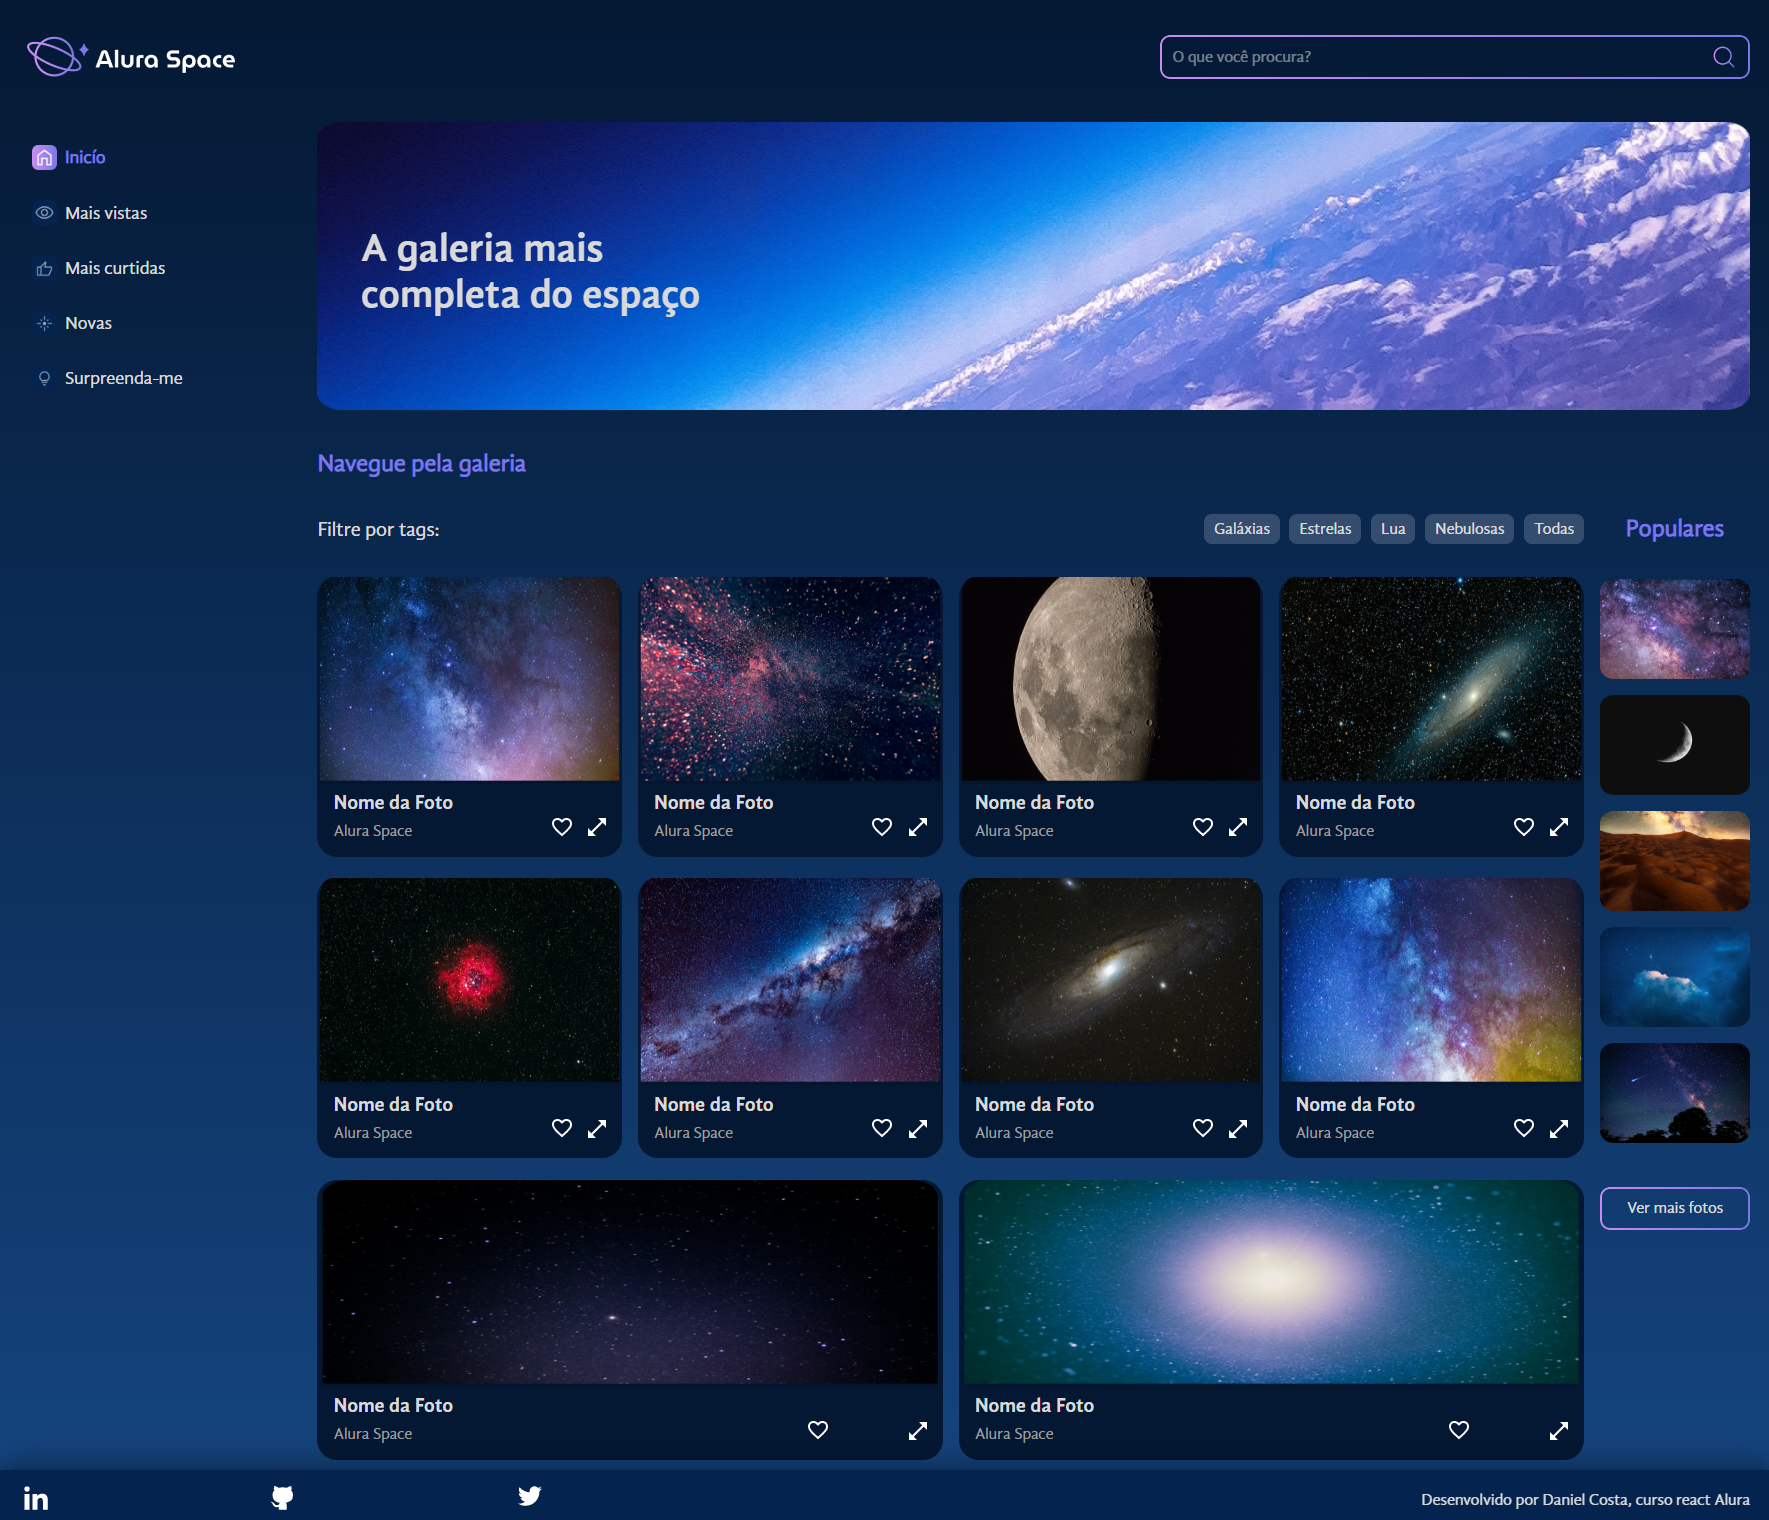 Alura Space
O que você procura?
Inicío
Mais vistas
Mais curtidas
Novas
Surpreenda-me
A galeria mais
completa do espaço
Navegue pela galeria
Filtre por tags:
Galáxias
Estrelas
Lua
Nebulosas
Todas
Populares
Nome da Foto
Alura Space
Nome da Foto
Alura Space
Nome da Foto
Alura Space
Nome da Foto
Alura Space
Nome da Foto
Alura Space
Nome da Foto
Alura Space
Nome da Foto
Alura Space
Nome da Foto
Alura Space
Nome da Foto
Alura Space
Nome da Foto
Alura Space
Ver mais fotos
in
Desenvolvido por Daniel Costa, curso react Alura